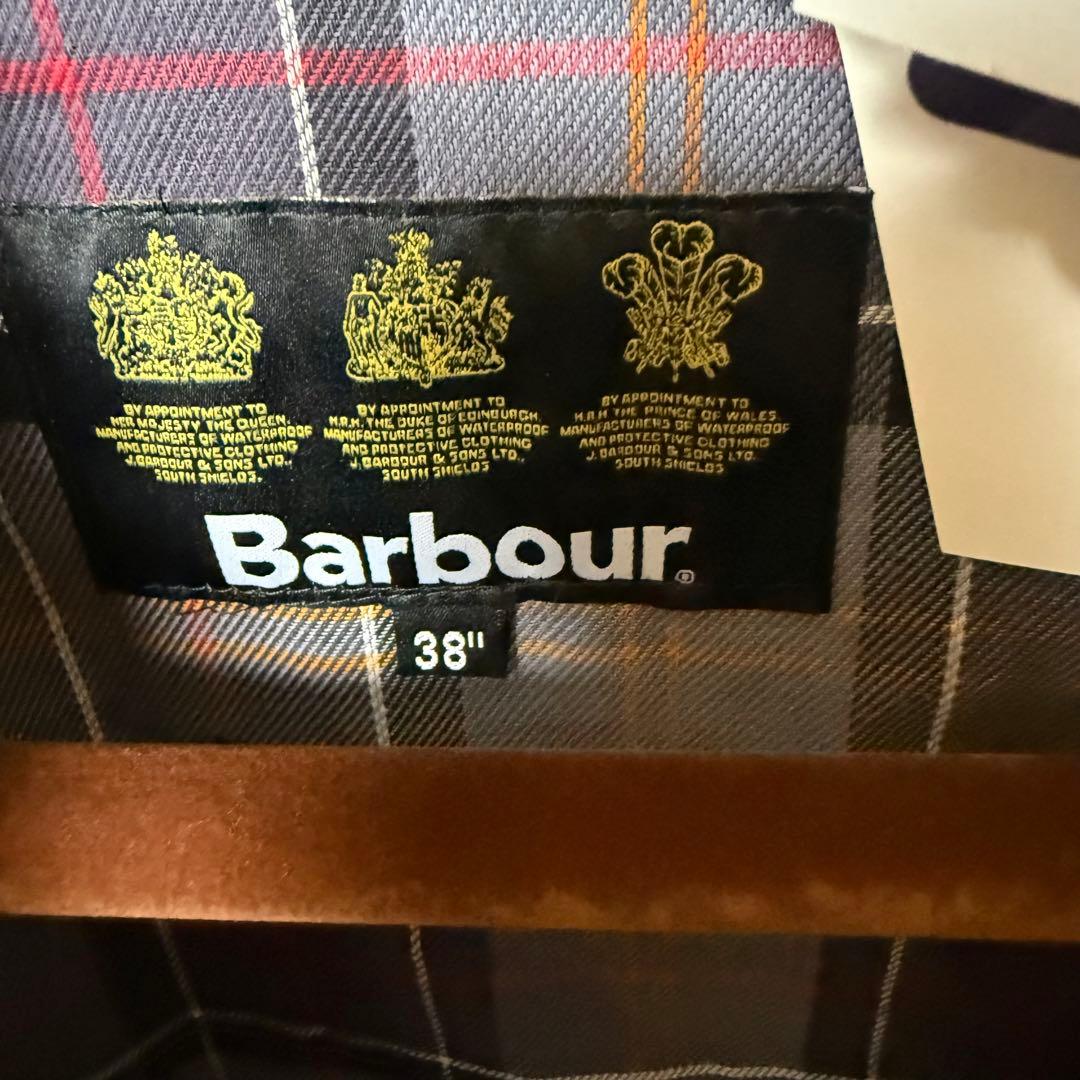 BY APPOINTMENT TO
HER MAJESTY THE QUEEN
MANUFACTURERS OF WATERPROOF
AND PROTECTIVE CLOTHING
J. BARBOUR & SONS LTD.,
SOUTH SHIELDS.
BY APPOINTMENT TO
H.R.H. THE DUKE OF EDINBURGH,
MANUFACTURERS OF WATERPROOF
AND PROTECTIVE CLOTHING
J. BARBOUR & SONS LTD.,
SOUTH SHIELDS
BY APPOINTMENT TO
H.R.H THE PRINCE OF WALES.
MANUFACTURERS OF WATERPROOF
AND PROTECTIVE CLOTHING
J. BARBOUR & SONS LTD.
SOUTH SHIELDS
Barbour®
38"